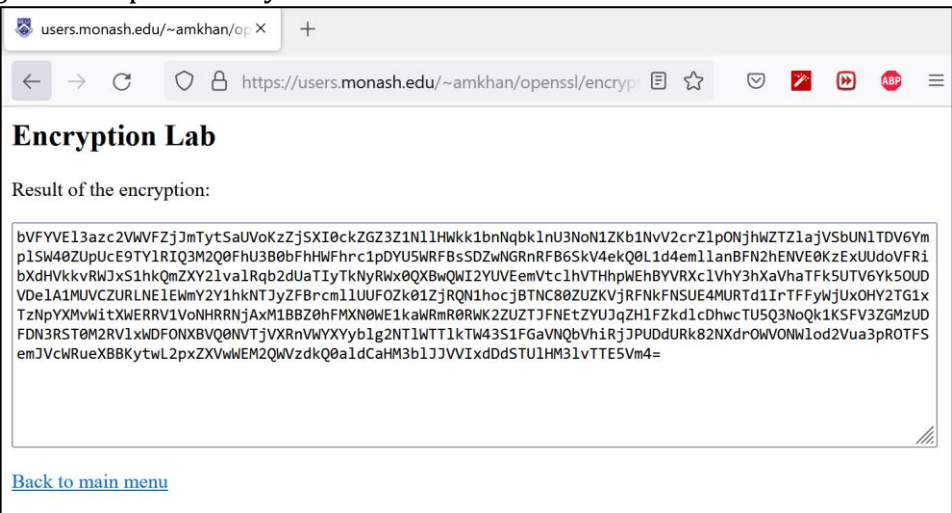 users.monash.edu/~amkhan/op
https://users.monash.edu/~amkhan/openssl/encryp
ABP
Encryption Lab
Result of the encryption:
bVFYVEl3azc2VWVFZjJmTytSaUVoKzZjSXI0ckZGZ3Z1NllHWkk1bnNqbklnU3NoN1ZKb1NvV2crZlpONjhWZTZlajVSbUNlTDV6Ym
plSW40ZUpUcE9TYlRIQ3M2Q0FhU3B0bFhHWFhrc1pDYU5WRFBsSDZwNGRnRFB6SkV4ekQ0L1d4emllanBFN2hENVE0KzExUUdoVFRi
bXdHVkkvRWJxS1hkQmZXY2lvalRqb2dUaTIyTkNyRWx0QXBwQWI2YUVEemVtclhVTHhpWEhBYVRXclVhY3hXaVhaTFk5UTV6Yk5OUD
VDelA1MUVCZURLNElEWmY2Y1hkNTJyZFBrcmllUUFOZk01ZjRQN1hocjBTNC80ZUZKVjRFNkFNSUE4MURTd1IrTFFyWjUxOHY2TG1x
TzNpYXMvWitXWERRV1VoNHRRNjAxM1BBZ0hFMXN0WE1kaWRmR0RWK2ZUZTJFNEtZYUJqZHlFZkdlcDhwcTU5Q3NoQk1KSFV3ZGMzUD
FDN3RST0M2RVlxWDFONXBVQ0NVTjVXRnVWYXYyblg2NTlWTTlkTW43S1FGaVNQbVhiRjJPUDdURk82NXdrOWVONWlod2Vua3pROTFS
emJVcWRueXBBKytwL2pxZXVwWEM2QWVzdkQ0aldCaHM3blJJVVIxdDdSTUlHM3lvTTE5Vm4=
Back to main menu